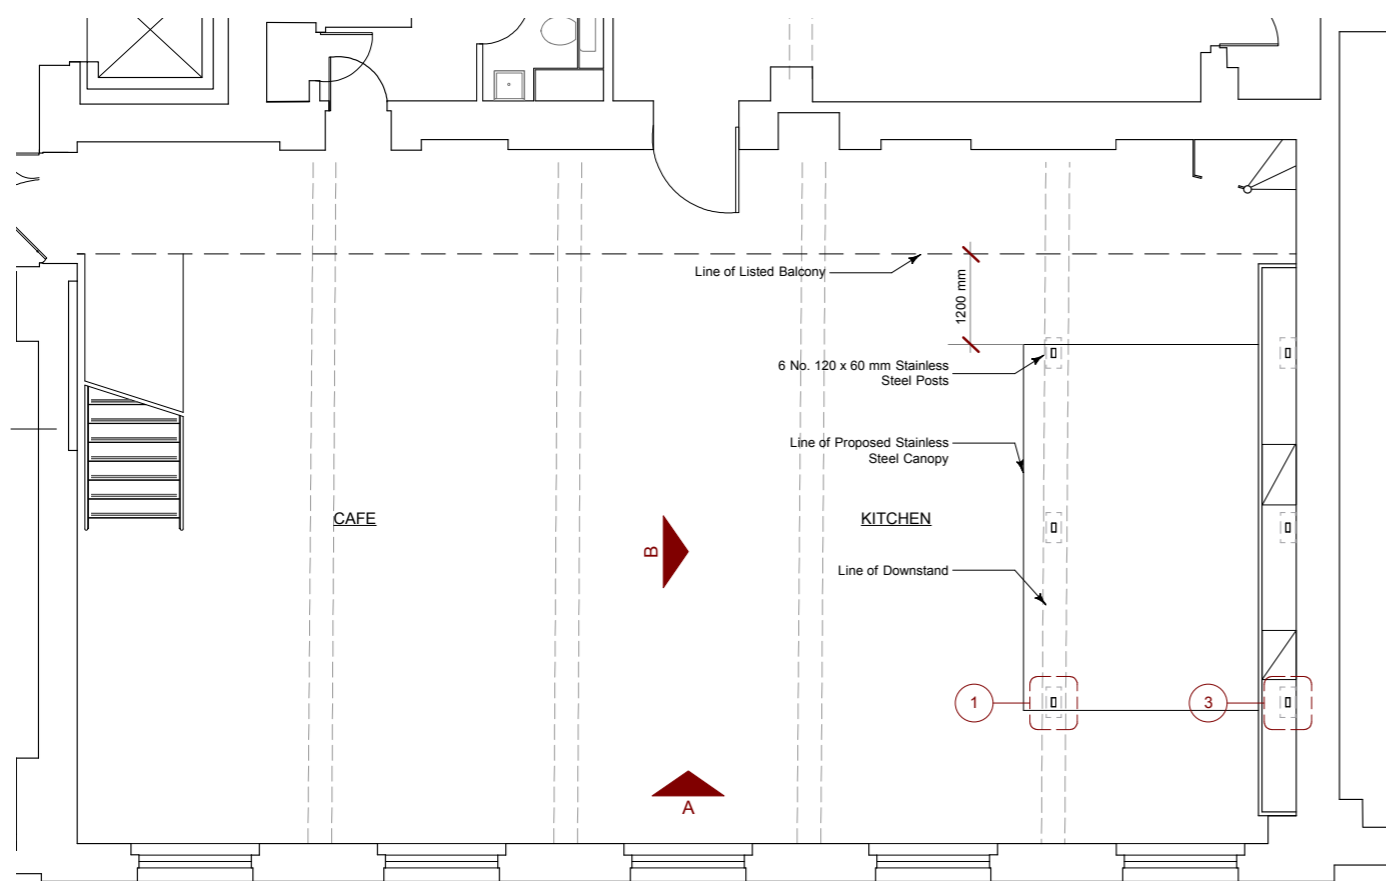 Line of Listed Balcony
1200 mm
6 No. 120 x 60 mm Stainless
Steel Posts
Line of Proposed Stainless
Steel Canopy
CAFE
KITCHEN
B
Line of Downstand
1
3
A